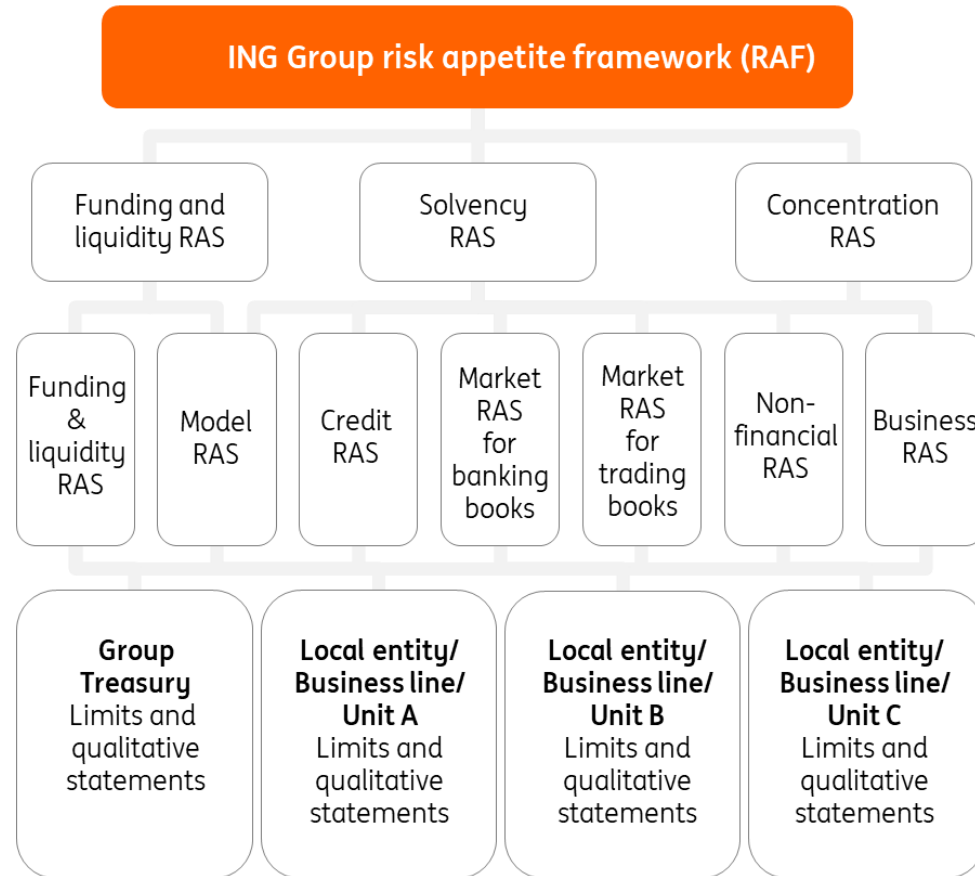 ING Group risk appetite framework (RAF)
Funding and
liquidity RAS
Solvency
RAS
Concentration
RAS
Funding
&
liquidity
RAS
Model
RAS
Credit
RAS
Market
RAS
for
banking
books
Market
RAS
for
trading
books
Non-
financial
RAS
Business
RAS
Group
Treasury
Limits and
qualitative
statements
Local entity/
Business line/
Unit A
Limits and
qualitative
statements
Local entity/
Business line/
Unit B
Limits and
qualitative
statements
Local entity/
Business line/
Unit C
Limits and
qualitative
statements